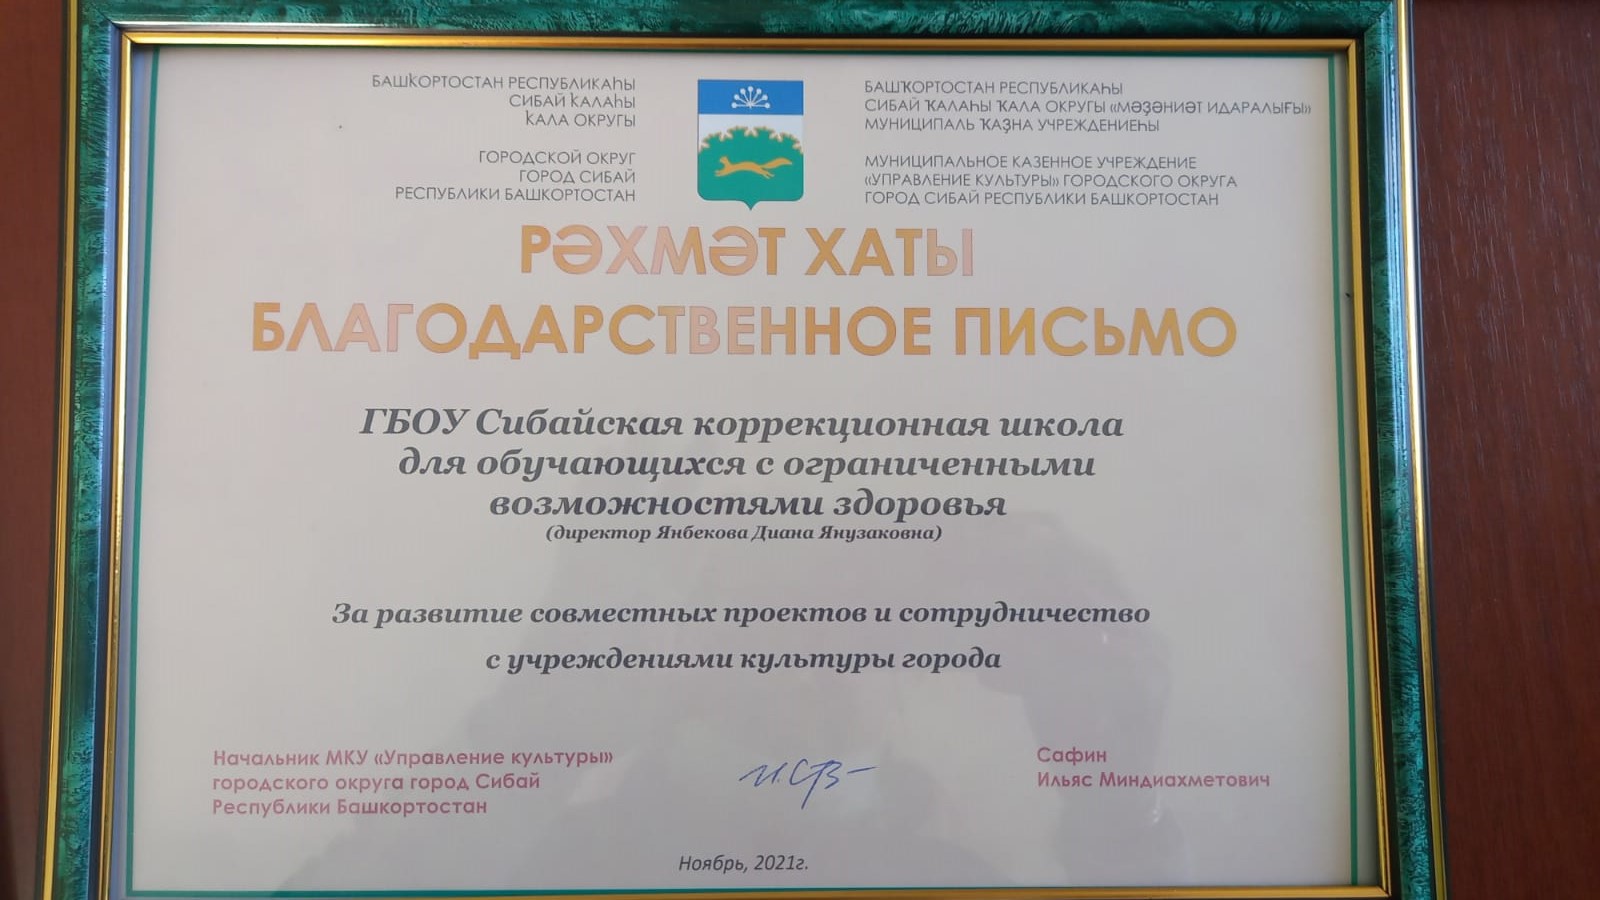 БАШҠОРТОСТАН РЕСПУБЛИКАҺЫ
СИБАЙ ҠАЛАҺЫ
ҠАЛА ОКРУГЫ
ГОРОДСКОЙ ОКРУГ
ГОРОД СИБАЙ
РЕСПУБЛИКИ БАШКОРТОСТАН
БАШҠОРТОСТАН РЕСПУБЛИКАҺЫ
СИБАЙ ҠАЛАҺЫ ҠАЛА ОКРУГЫ «МӘҘӘНИӘТ ИДАРАЛЫҒЫ»
МУНИЦИПАЛЬ ҠАҘНА УЧРЕЖДЕНИЕҺЫ
МУНИЦИПАЛЬНОЕ КАЗЕННОЕ УЧРЕЖДЕНИЕ
«УПРАВЛЕНИЕ КУЛЬТУРЫ» ГОРОДСКОГО ОКРУГА
ГОРОД СИБАЙ РЕСПУБЛИКИ БАШКОРТОСТАН
РӘХМӘТ ХАТЫ
БЛАГОДАРСТВЕННОЕ ПИСЬМО
ГБОУ Сибайская коррекционная школа
для обучающихся с ограниченными
возможностями здоровья
(директор Янбекова Диана Янузаковна)
За развитие совместных проектов и сотрудничество
с учреждениями культуры города
Начальник МКУ «Управление культуры»
городского округа город Сибай
Республики Башкортостан
Сафин
Ильяс Миндиахметович
Ноябрь, 2021г.